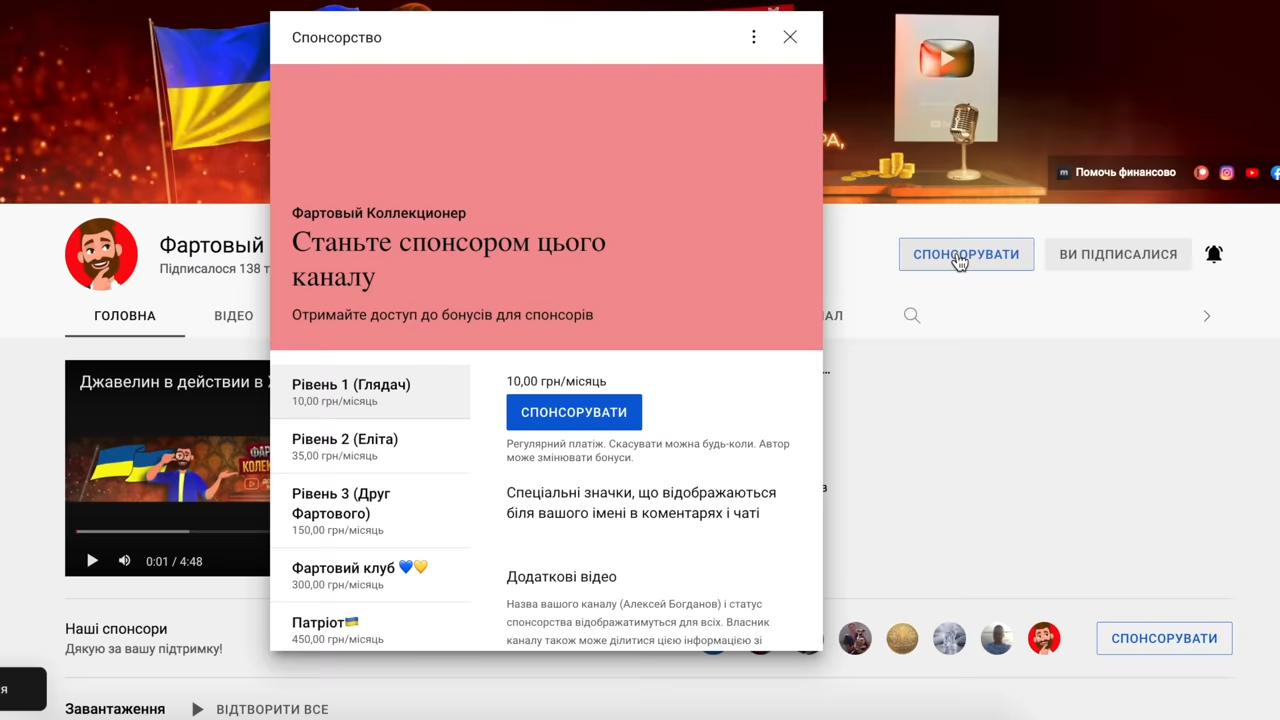 Спонсорство
РА,
Помочь финансово
Фартовый
Підписалося 138 т
СПОНСОРУВАТИ
ВИ ПІДПИСАЛИСЯ
ГОЛОВНА
ВІДЕО
АЛ
Фартовый Коллекционер
Станьте спонсором цього
каналу
Отримайте доступ до бонусів для спонсорів
Джавелин в действии в
0:01 / 4:48
Рівень 1 (Глядач)
10,00 грн/місяць
Рівень 2 (Еліта)
35,00 грн/місяць
Рівень 3 (Друг
Фартового)
150,00 грн/місяць
Фартовий клуб 💙💛
300,00 грн/місяць
Патріот🇺🇦
450,00 грн/місяць
10,00 грн/місяць
СПОНСОРУВАТИ
Регулярний платіж. Скасувати можна будь-коли. Автор
може змінювати бонуси.
Спеціальні значки, що відображаються
біля вашого імені в коментарях і чаті
Додаткові відео
Назва вашого каналу (Алексей Богданов) і статус
спонсорства відображатимуться для всіх. Власник
каналу також може ділитися цією інформацією зі
Наші спонсори
Дякую за вашу підтримку!
СПОНСОРУВАТИ
я
Завантаження
ВІДТВОРИТИ ВСЕ